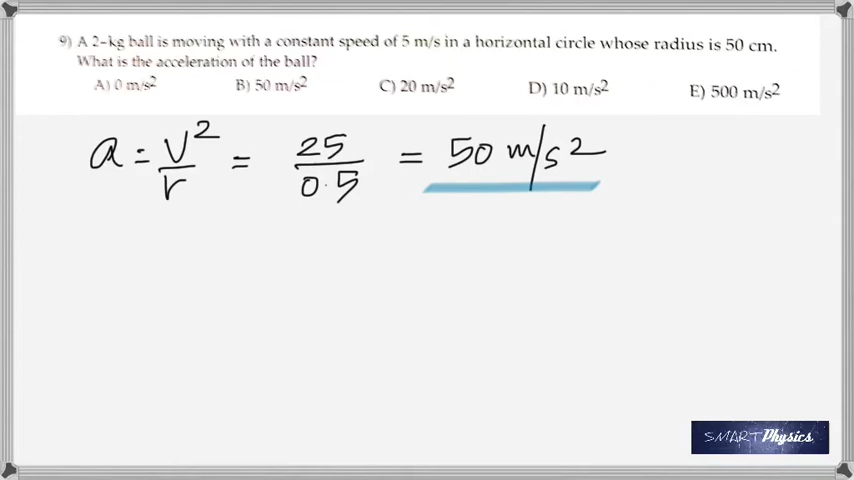 9) A 2-kg ball is moving with a constant speed of 5 m/s in a horizontal circle whose radius is 50 cm.
What is the acceleration of the ball?
A) 0 m/s² B) 50 m/s² C) 20 m/s² D) 10 m/s² E) 500 m/s²
a = v²/r = 25/0.5 = 50 m/s²
SMART Physics